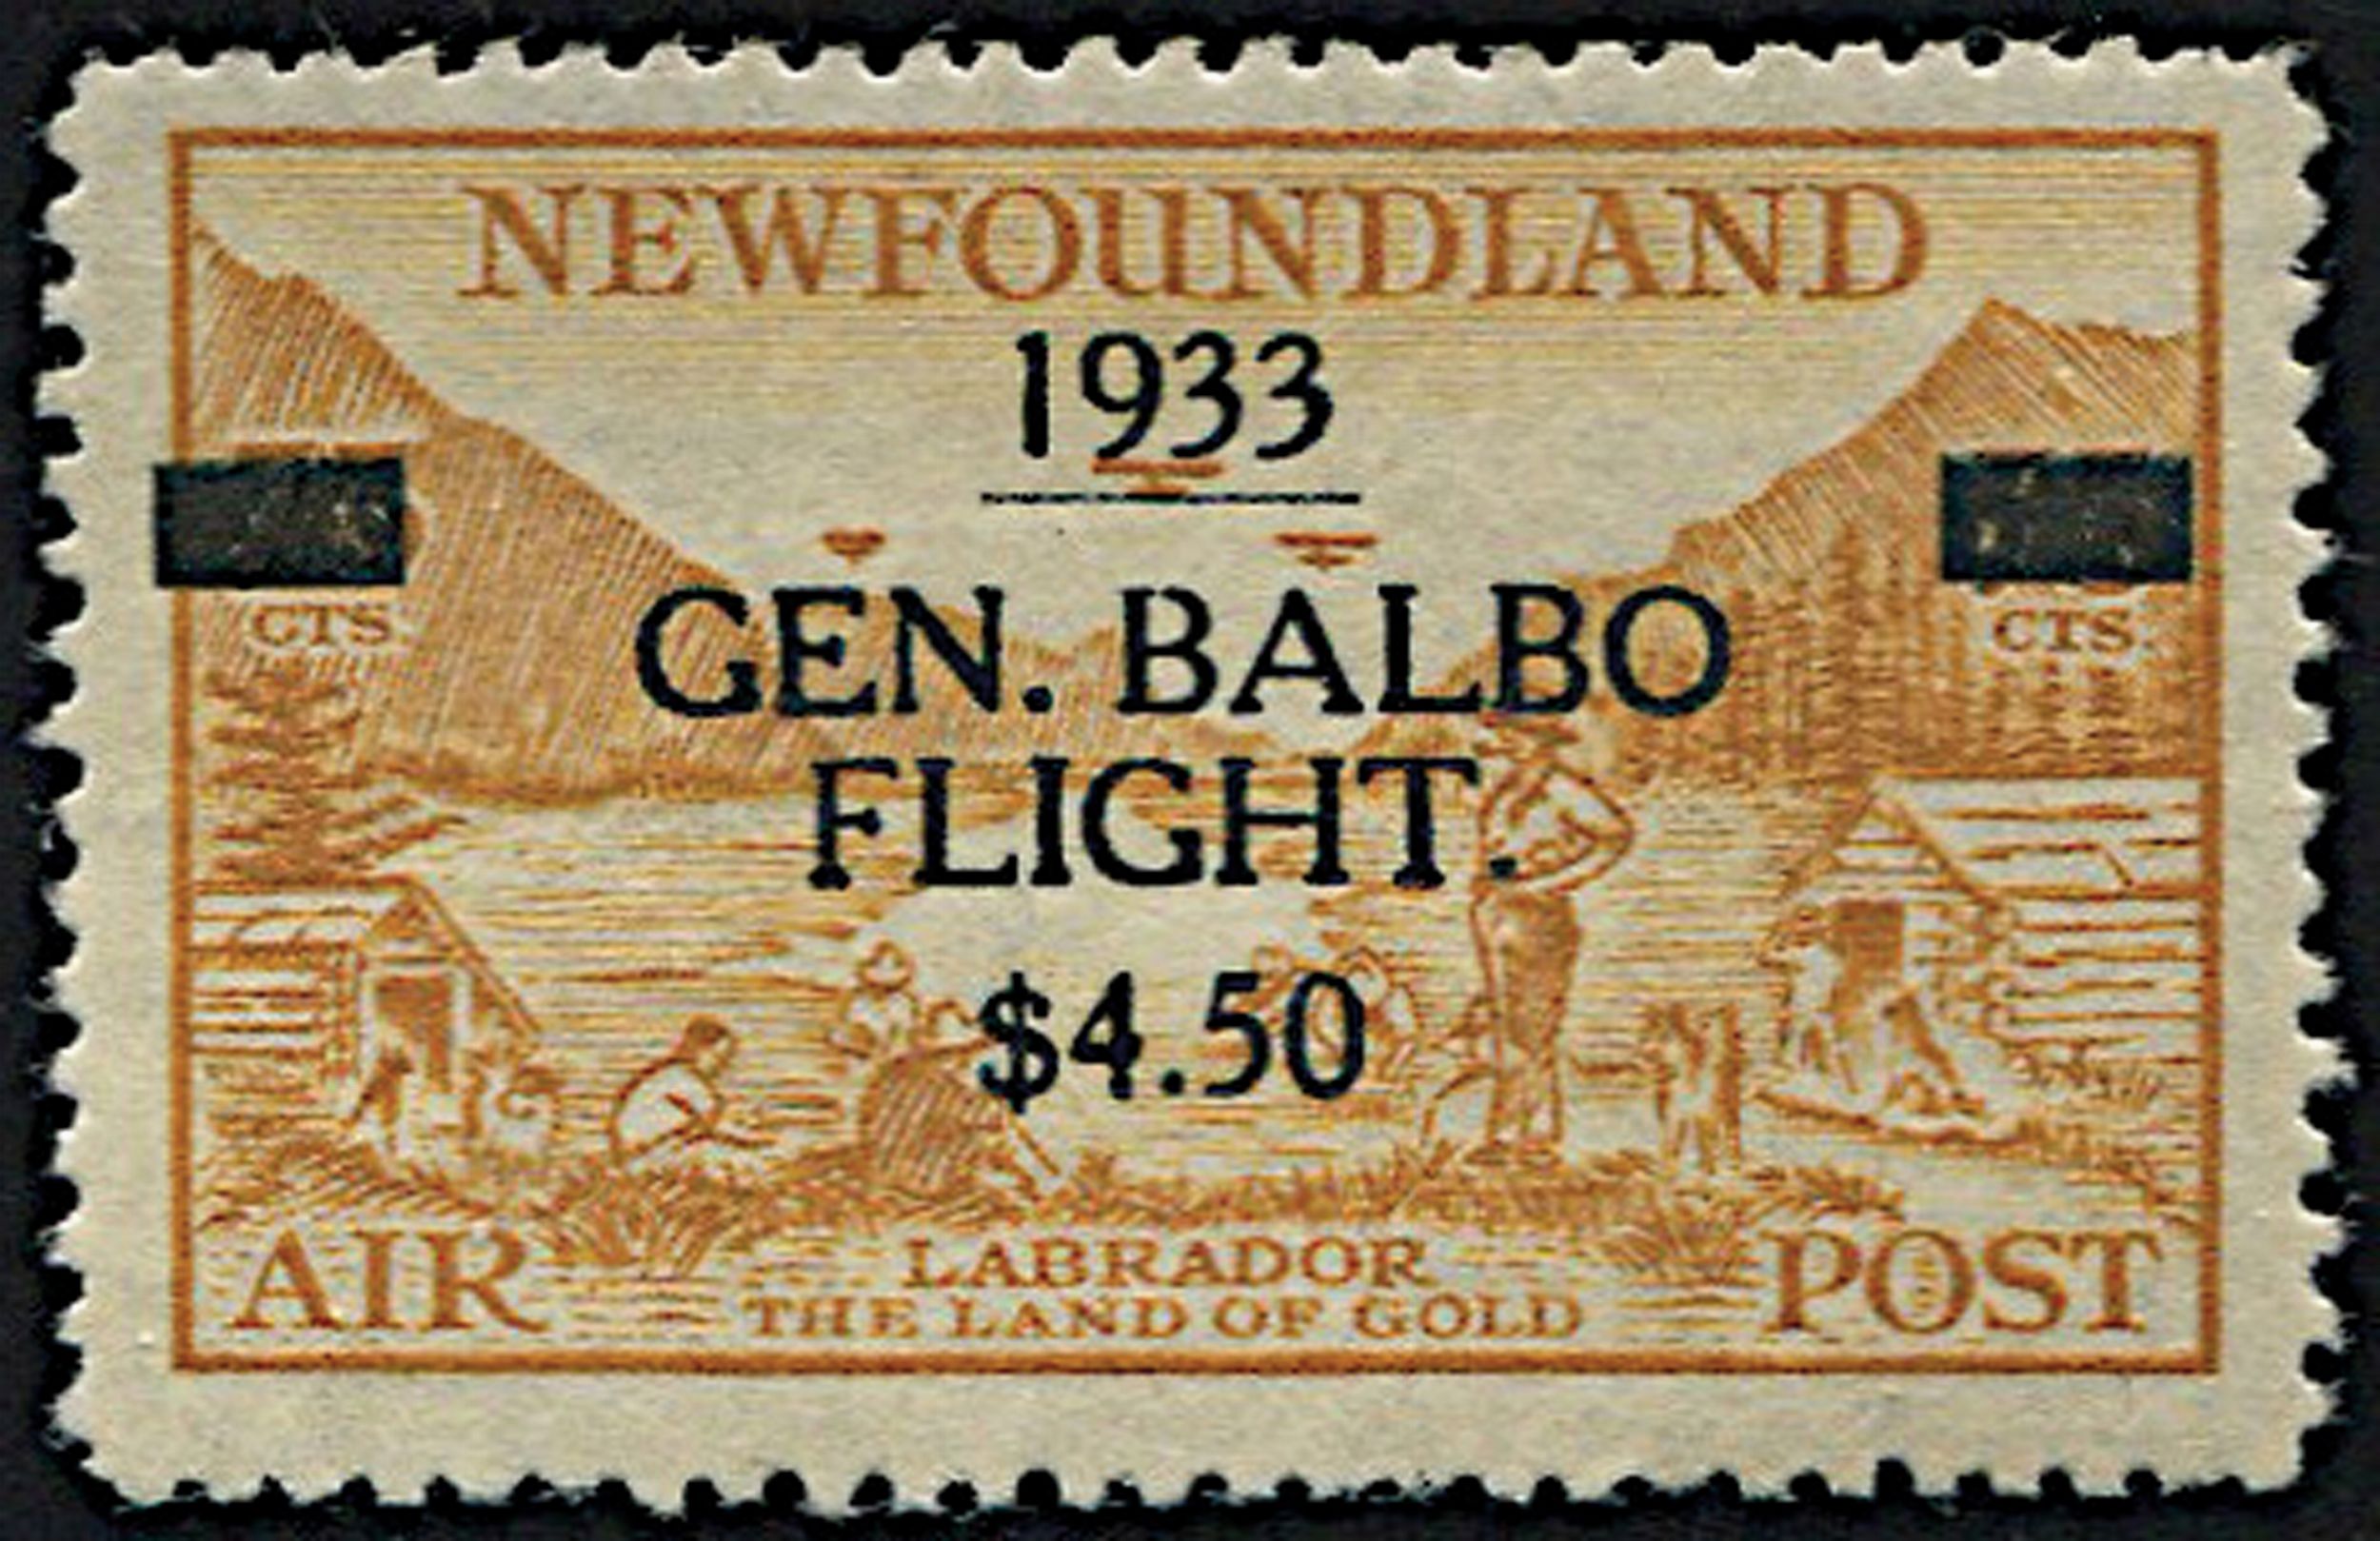 NEWFOUNDLAND
1933
CTS. CTS.
GEN. BALBO
FLIGHT.
$4.50
AIR POST
LABRADOR
THE LAND OF GOLD